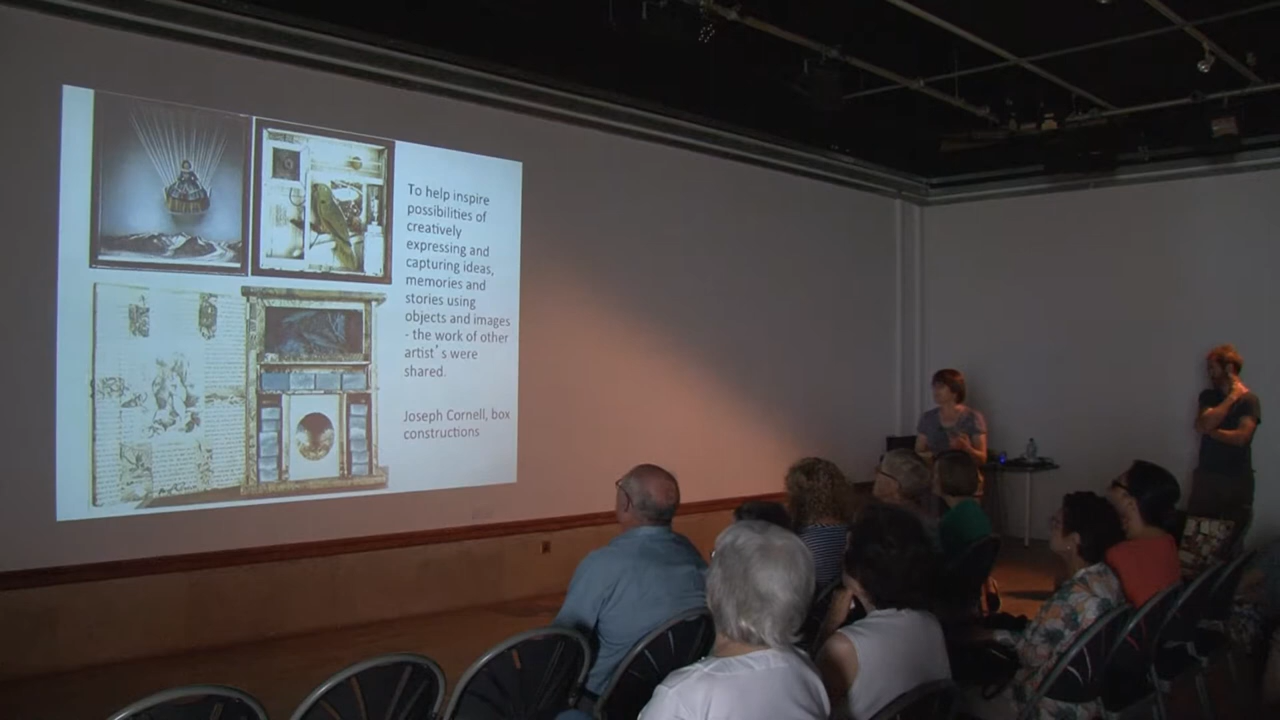 To help inspire
possibilities of
creatively
expressing and
capturing ideas,
memories and
stories using
objects and images
- the work of other
artist's were
shared.
Joseph Cornell, box
constructions